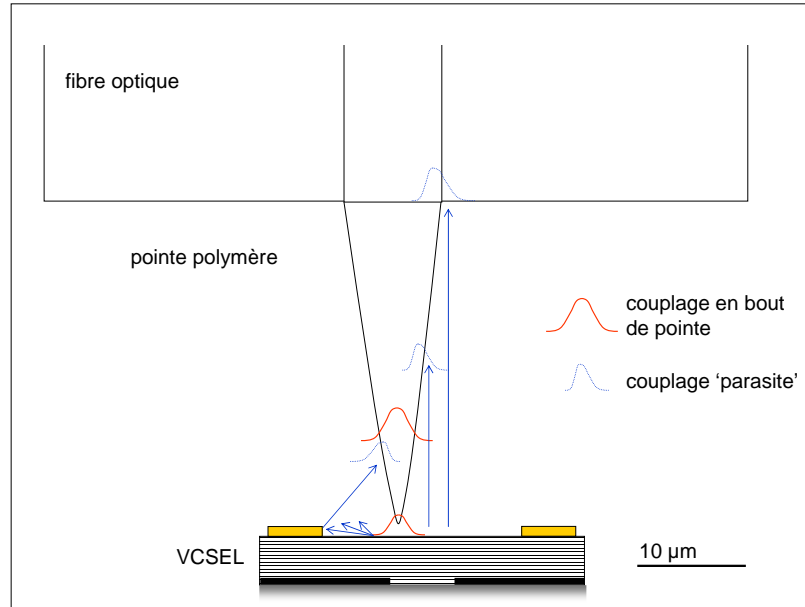 fibre optique
pointe polymère
couplage en bout
de pointe
couplage ‘parasite’
VCSEL
10 µm